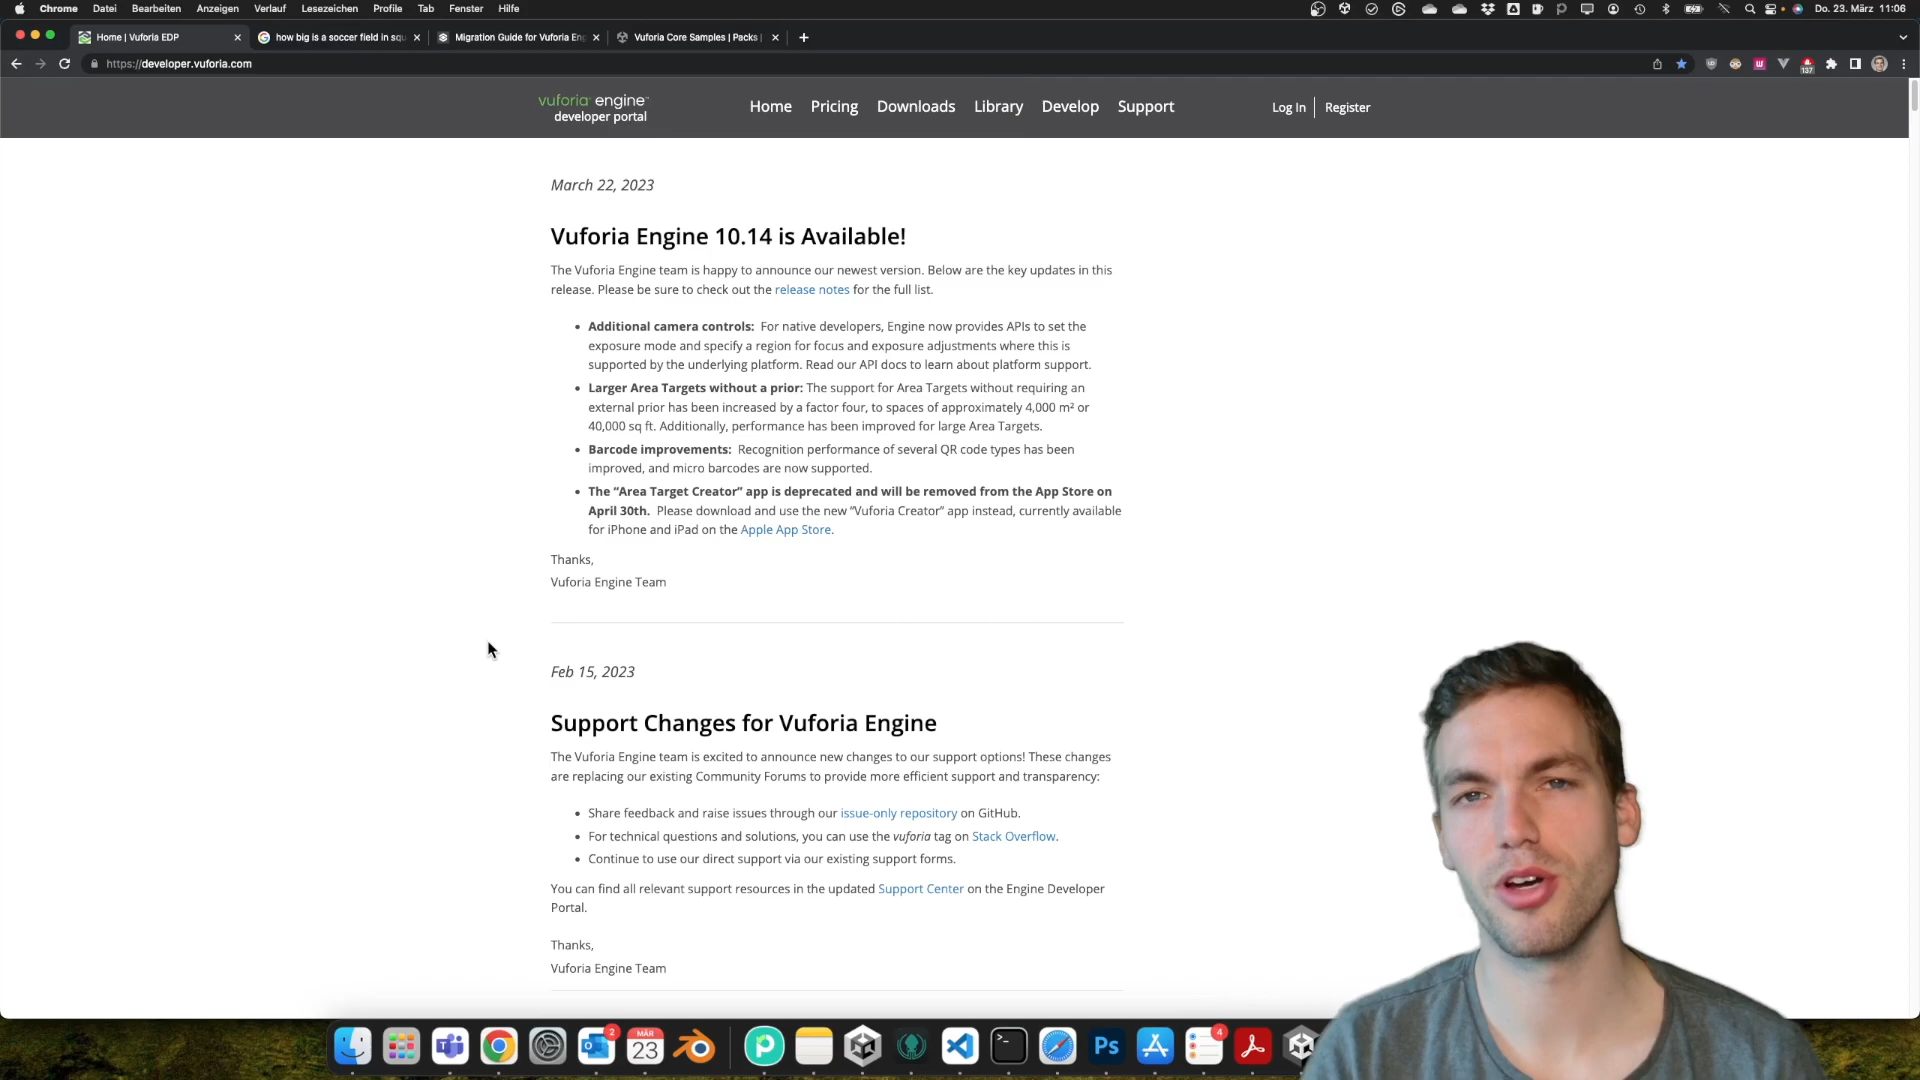 Chrome Datei Bearbeiten Anzeigen Verlauf Lesezeichen Profile Tab Fenster Hilfe Do. 23. März 11:06
Home | Vuforia EDP how big is a soccer field in squ Migration Guide for Vuforia Eng Vuforia Core Samples | Packs |
https://developer.vuforia.com
137
vuforia engine™
developer portal
Home Pricing Downloads Library Develop Support Log In Register
March 22, 2023
Vuforia Engine 10.14 is Available!
The Vuforia Engine team is happy to announce our newest version. Below are the key updates in this
release. Please be sure to check out the release notes for the full list.
• Additional camera controls: For native developers, Engine now provides APIs to set the
exposure mode and specify a region for focus and exposure adjustments where this is
supported by the underlying platform. Read our API docs to learn about platform support.
• Larger Area Targets without a prior: The support for Area Targets without requiring an
external prior has been increased by a factor four, to spaces of approximately 4,000 m² or
40,000 sq ft. Additionally, performance has been improved for large Area Targets.
• Barcode improvements: Recognition performance of several QR code types has been
improved, and micro barcodes are now supported.
• The “Area Target Creator” app is deprecated and will be removed from the App Store on
April 30th. Please download and use the new “Vuforia Creator” app instead, currently available
for iPhone and iPad on the Apple App Store.
Thanks,
Vuforia Engine Team
Feb 15, 2023
Support Changes for Vuforia Engine
The Vuforia Engine team is excited to announce new changes to our support options! These changes
are replacing our existing Community Forums to provide more efficient support and transparency:
• Share feedback and raise issues through our issue-only repository on GitHub.
• For technical questions and solutions, you can use the vuforia tag on Stack Overflow.
• Continue to use our direct support via our existing support forms.
You can find all relevant support resources in the updated Support Center on the Engine Developer
Portal.
Thanks,
Vuforia Engine Team
2 MÄR 23 Ps 4